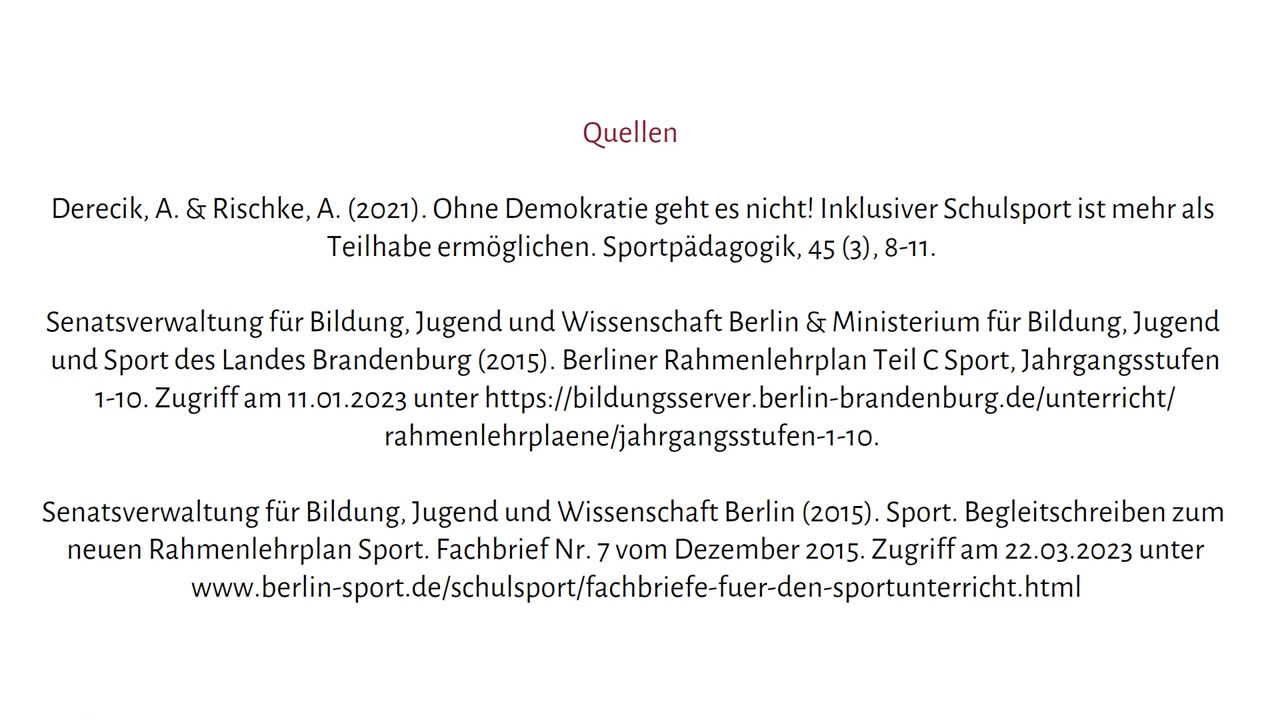 Quellen
Derecik, A. & Rischke, A. (2021). Ohne Demokratie geht es nicht! Inklusiver Schulsport ist mehr als
Teilhabe ermöglichen. Sportpädagogik, 45 (3), 8-11.
Senatsverwaltung für Bildung, Jugend und Wissenschaft Berlin & Ministerium für Bildung, Jugend
und Sport des Landes Brandenburg (2015). Berliner Rahmenlehrplan Teil C Sport, Jahrgangsstufen
1-10. Zugriff am 11.01.2023 unter https://bildungsserver.berlin-brandenburg.de/unterricht/
rahmenlehrplaene/jahrgangsstufen-1-10.
Senatsverwaltung für Bildung, Jugend und Wissenschaft Berlin (2015). Sport. Begleitschreiben zum
neuen Rahmenlehrplan Sport. Fachbrief Nr. 7 vom Dezember 2015. Zugriff am 22.03.2023 unter
www.berlin-sport.de/schulsport/fachbriefe-fuer-den-sportunterricht.html